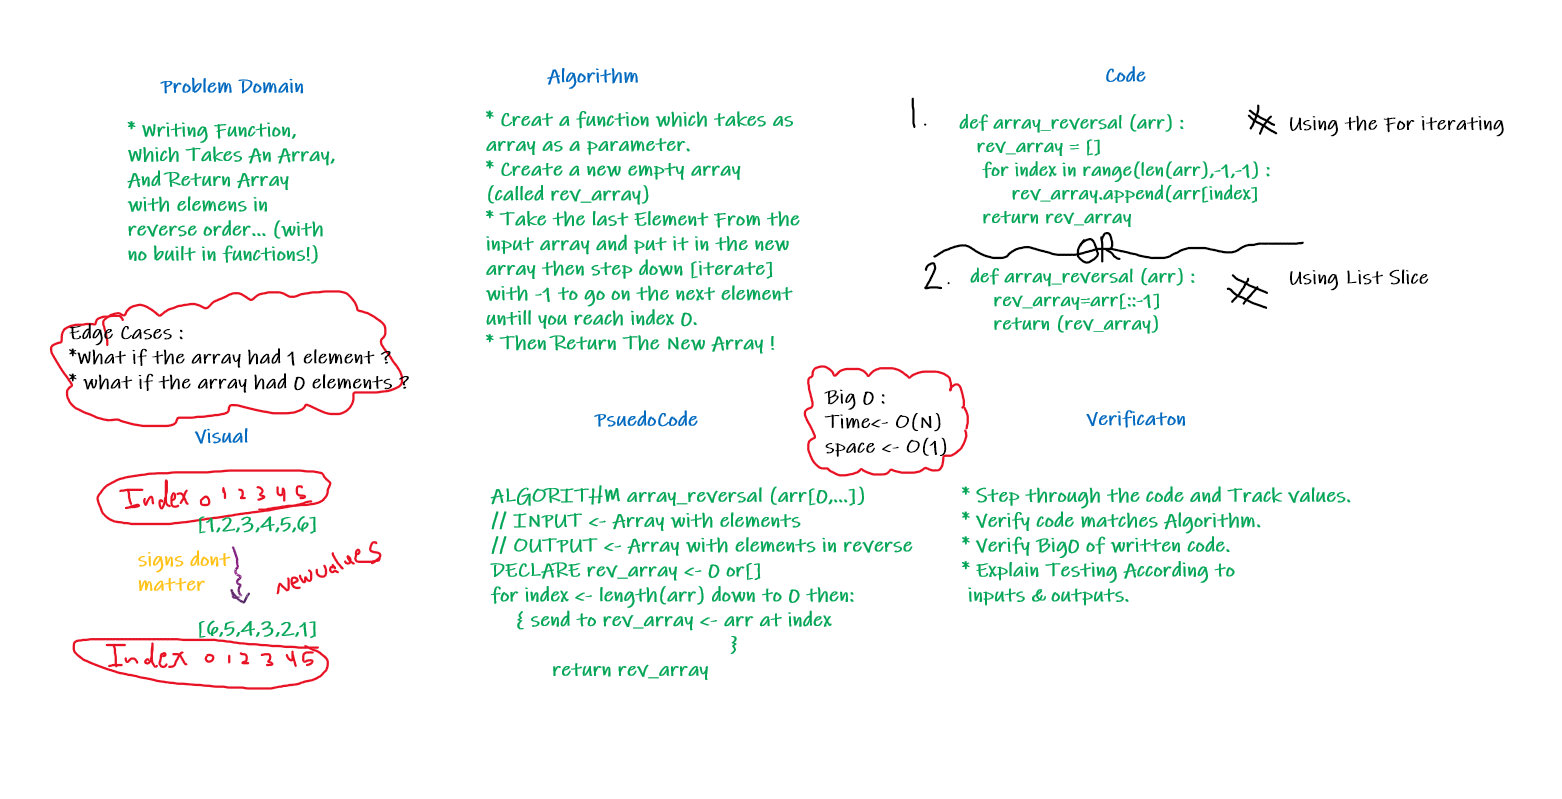 Problem Domain
* Writing Function,
Which Takes An Array,
And Return Array
with elemens in
reverse order... (with
no built in functions!)
Edge Cases :
*What if the array had 1 element ?
* what if the array had 0 elements ?
Visual
Index 0 1 2 3 4 5
[1,2,3,4,5,6]
signs dont
matter
New values
[6,5,4,3,2,1]
Index 0 1 2 3 4 5
Algorithm
* Creat a function which takes as
array as a parameter.
* Create a new empty array
(called rev_array)
* Take the last Element From the
input array and put it in the new
array then step down [iterate]
with -1 to go on the next element
untill you reach index 0.
* Then Return The New Array !
PsuedoCode
ALGORITHM array_reversal (arr[0,...])
// INPUT <- Array with elements
// OUTPUT <- Array with elements in reverse
DECLARE rev_array <- 0 or[]
for index <- length(arr) down to 0 then:
{ send to rev_array <- arr at index
}
return rev_array
Big O :
Time<- O(N)
space <- O(1)
Code
1. def array_reversal (arr) :
rev_array = []
for index in range(len(arr),-1,-1) :
rev_array.append(arr[index]
return rev_array
# Using the For iterating
OR
2. def array_reversal (arr) :
rev_array=arr[::-1]
return (rev_array)
# Using List Slice
Verificaton
* Step through the code and Track values.
* Verify code matches Algorithm.
* Verify BigO of written code.
* Explain Testing According to
inputs & outputs.